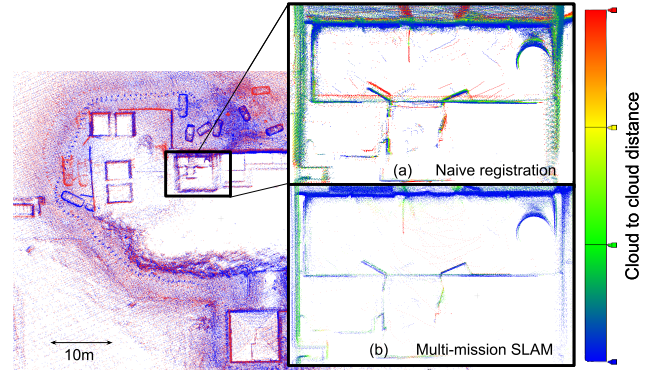 (a) Naive registration
(b) Multi-mission SLAM
10m
Cloud to cloud distance